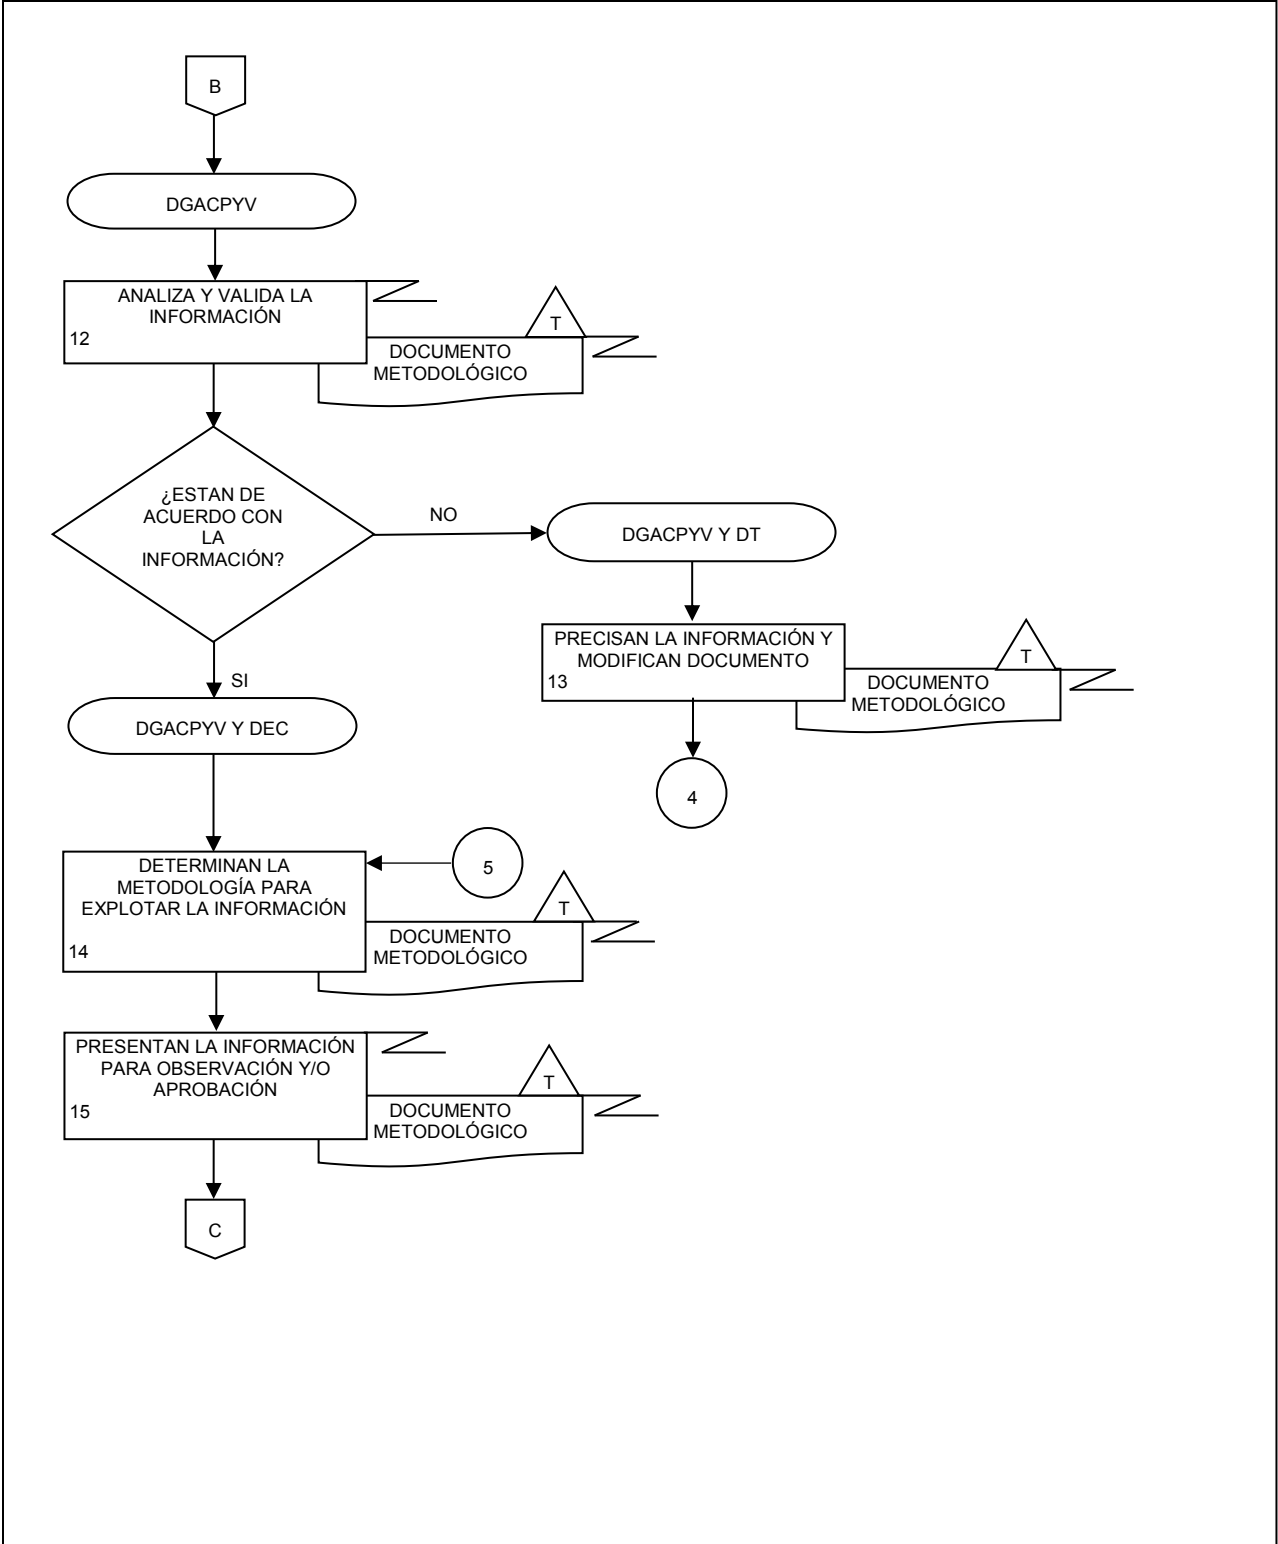 B
DGACPYV
ANALIZA Y VALIDA LA
INFORMACIÓN
12
T
DOCUMENTO
METODOLÓGICO
¿ESTAN DE
ACUERDO CON
LA
INFORMACIÓN?
NO
DGACPYV Y DT
PRECISAN LA INFORMACIÓN Y
MODIFICAN DOCUMENTO
13
T
DOCUMENTO
METODOLÓGICO
4
SI
DGACPYV Y DEC
5
DETERMINAN LA
METODOLOGÍA PARA
EXPLOTAR LA INFORMACIÓN
14
T
DOCUMENTO
METODOLÓGICO
PRESENTAN LA INFORMACIÓN
PARA OBSERVACIÓN Y/O
APROBACIÓN
15
T
DOCUMENTO
METODOLÓGICO
C